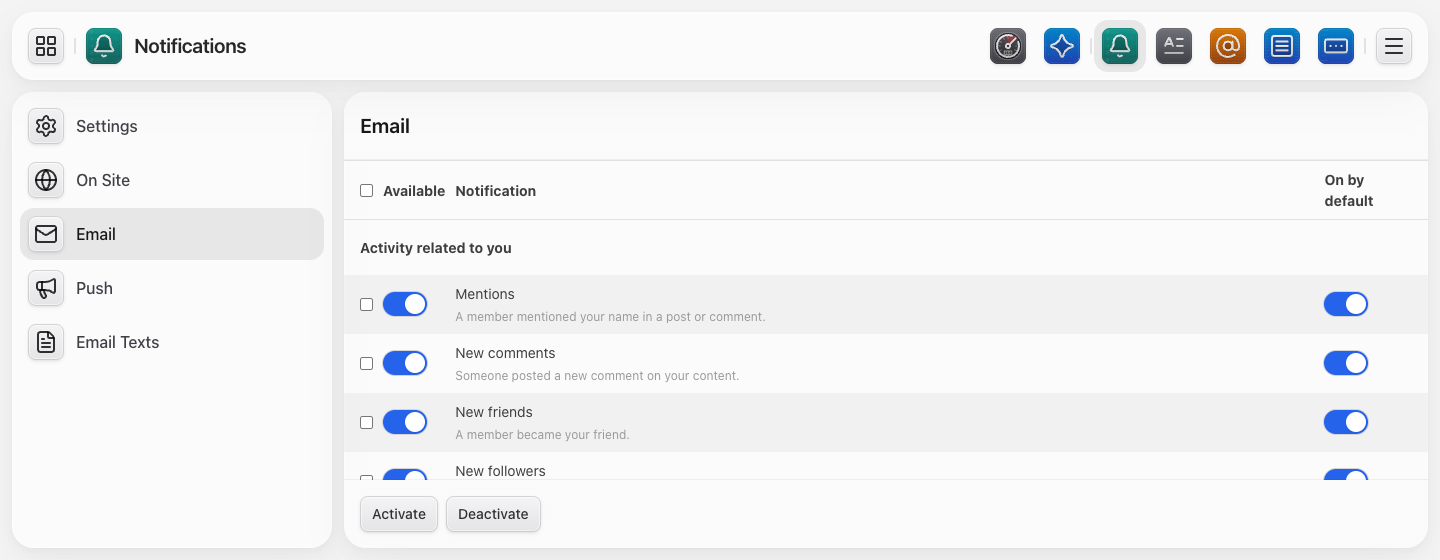 Notifications
Settings
On Site
Email
Push
Email Texts
Email
Available Notification On by default
Activity related to you
Mentions
A member mentioned your name in a post or comment.
New comments
Someone posted a new comment on your content.
New friends
A member became your friend.
New followers
Activate Deactivate